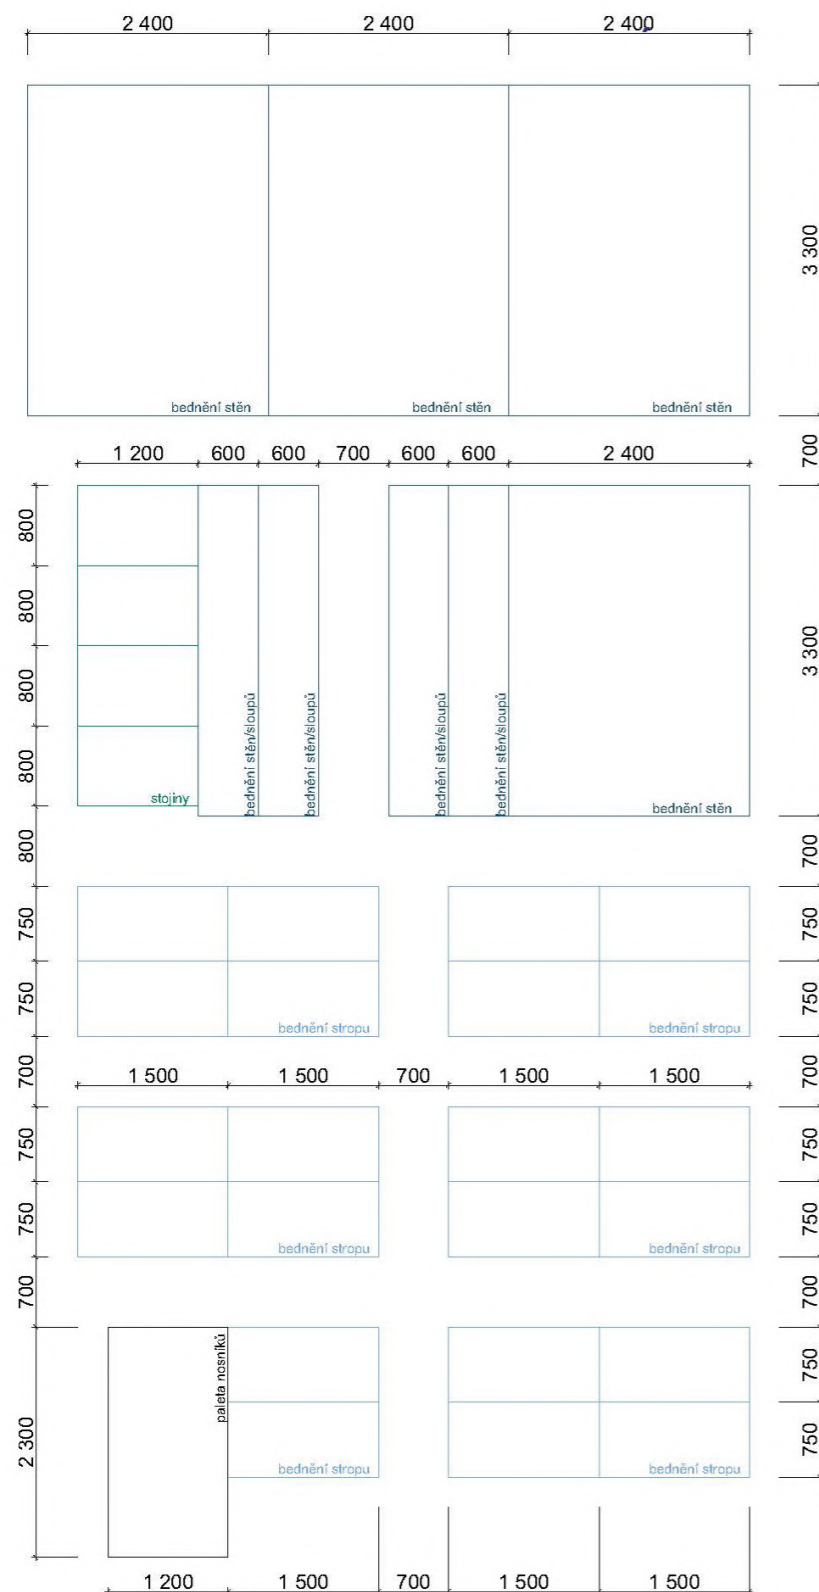 2 400 2 400 2 400
3 300
bednění stěn bednění stěn bednění stěn
700
1 200 600 600 700 600 600 2 400
800
800
800
800
3 300
bednění stěn/sloupů
bednění stěn/sloupů
bednění stěn/sloupů
bednění stěn/sloupů
stojiny
bednění stěn
800 700
750 750
750 750
bednění stropu bednění stropu
700 700
1 500 1 500 700 1 500 1 500
750 750
750 750
bednění stropu bednění stropu
700 700
paleta nosníků
750
2 300
750
bednění stropu bednění stropu
1 200 1 500 700 1 500 1 500